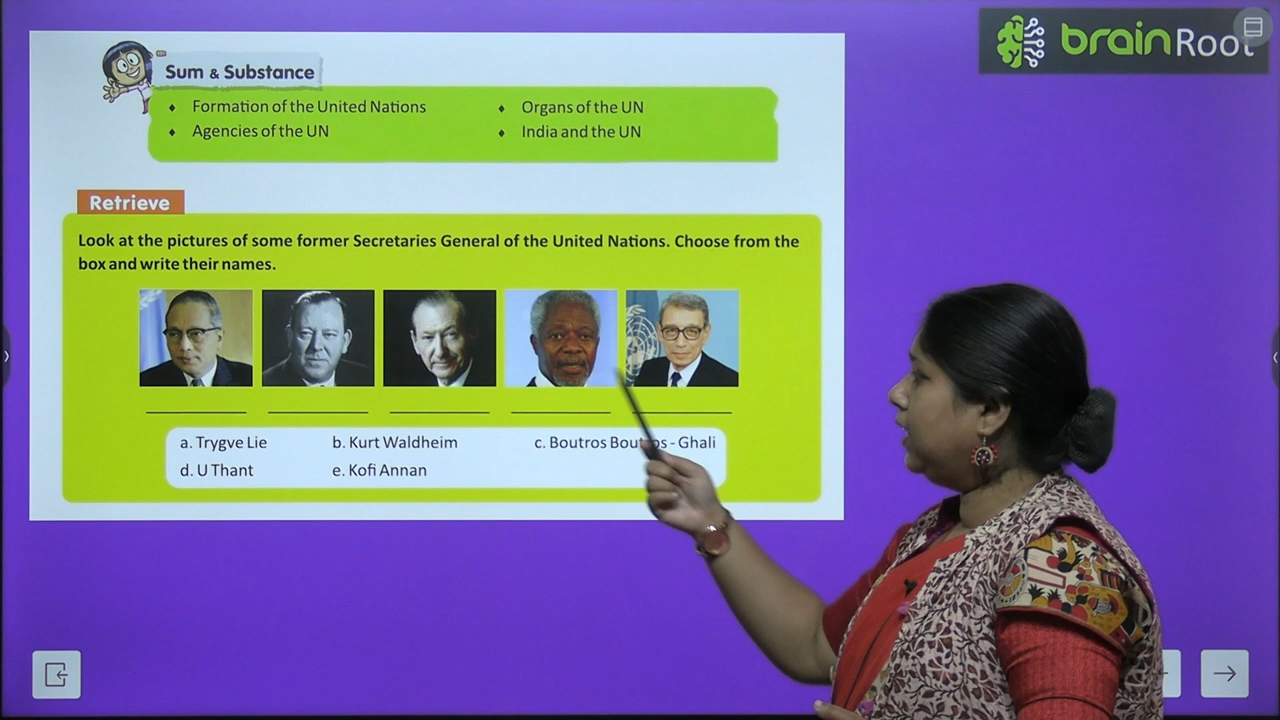 brainRoot
Sum & Substance
♦ Formation of the United Nations
♦ Organs of the UN
♦ Agencies of the UN
♦ India and the UN
Retrieve
Look at the pictures of some former Secretaries General of the United Nations. Choose from the
box and write their names.
a. Trygve Lie b. Kurt Waldheim c. Boutros Boutros - Ghali
d. U Thant e. Kofi Annan